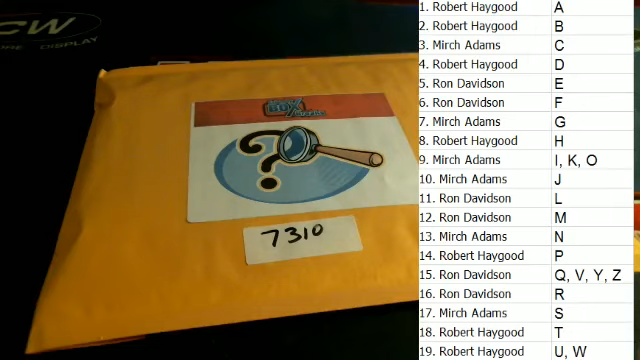 CW
DISPLAY
BOX
?
7310
1. Robert Haygood A
2. Robert Haygood B
3. Mirch Adams C
4. Robert Haygood D
5. Ron Davidson E
6. Ron Davidson F
7. Mirch Adams G
8. Robert Haygood H
9. Mirch Adams I, K, O
10. Mirch Adams J
11. Ron Davidson L
12. Ron Davidson M
13. Mirch Adams N
14. Robert Haygood P
15. Ron Davidson Q, V, Y, Z
16. Ron Davidson R
17. Mirch Adams S
18. Robert Haygood T
19. Robert Haygood U, W